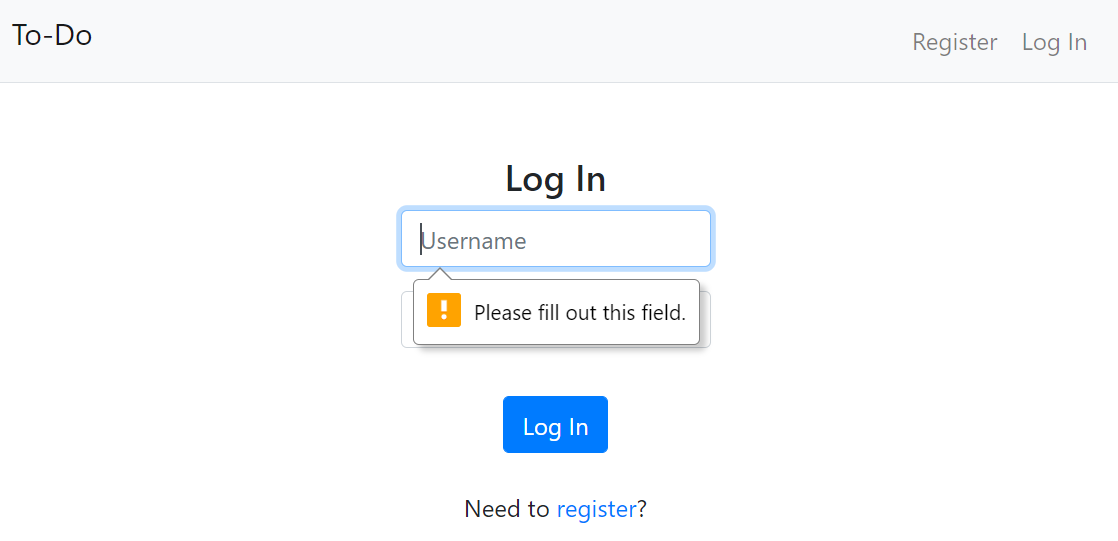 To-Do
Register Log In
Log In
Username
Please fill out this field.
Log In
Need to register?